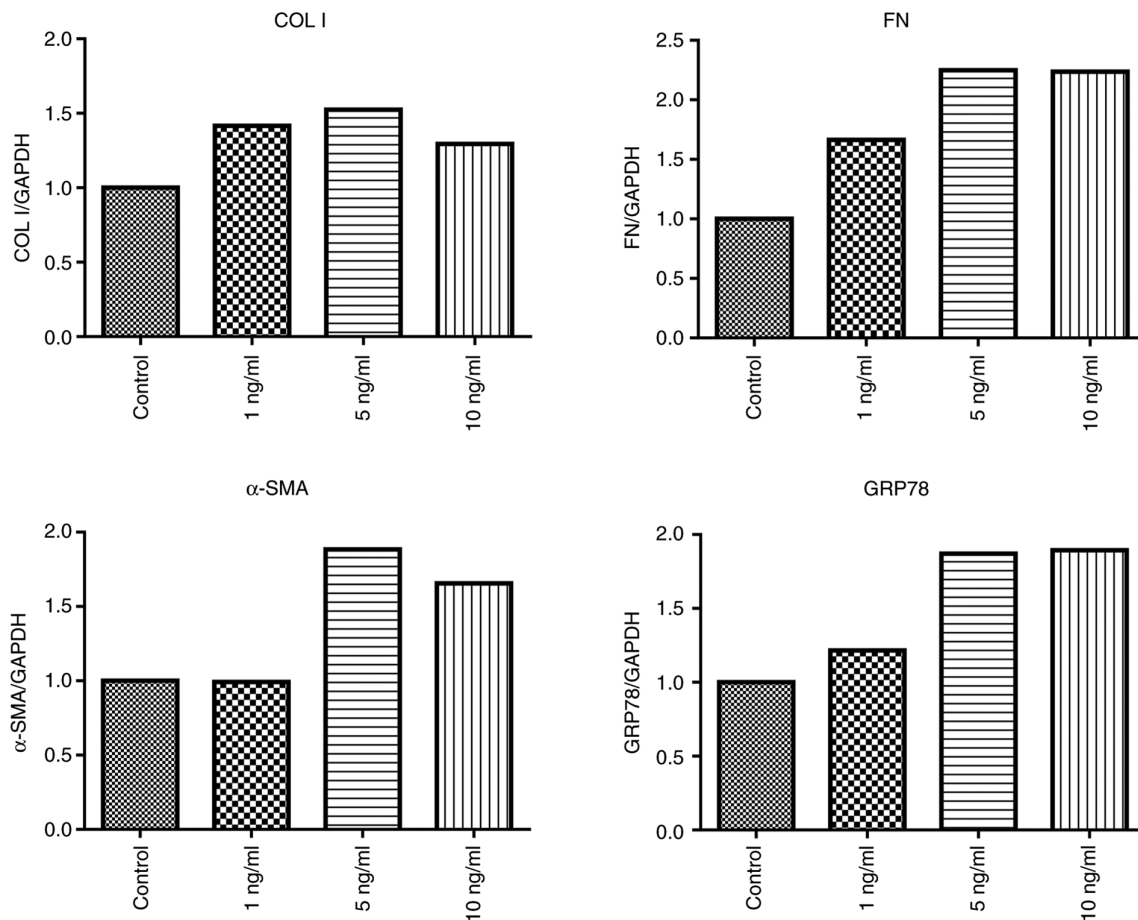 COL I
COL I/GAPDH
2.0
1.5
1.0
0.5
0.0
Control
1 ng/ml
5 ng/ml
10 ng/ml
FN
FN/GAPDH
2.5
2.0
1.5
1.0
0.5
0.0
Control
1 ng/ml
5 ng/ml
10 ng/ml
α-SMA
α-SMA/GAPDH
2.0
1.5
1.0
0.5
0.0
Control
1 ng/ml
5 ng/ml
10 ng/ml
GRP78
GRP78/GAPDH
2.0
1.5
1.0
0.5
0.0
Control
1 ng/ml
5 ng/ml
10 ng/ml